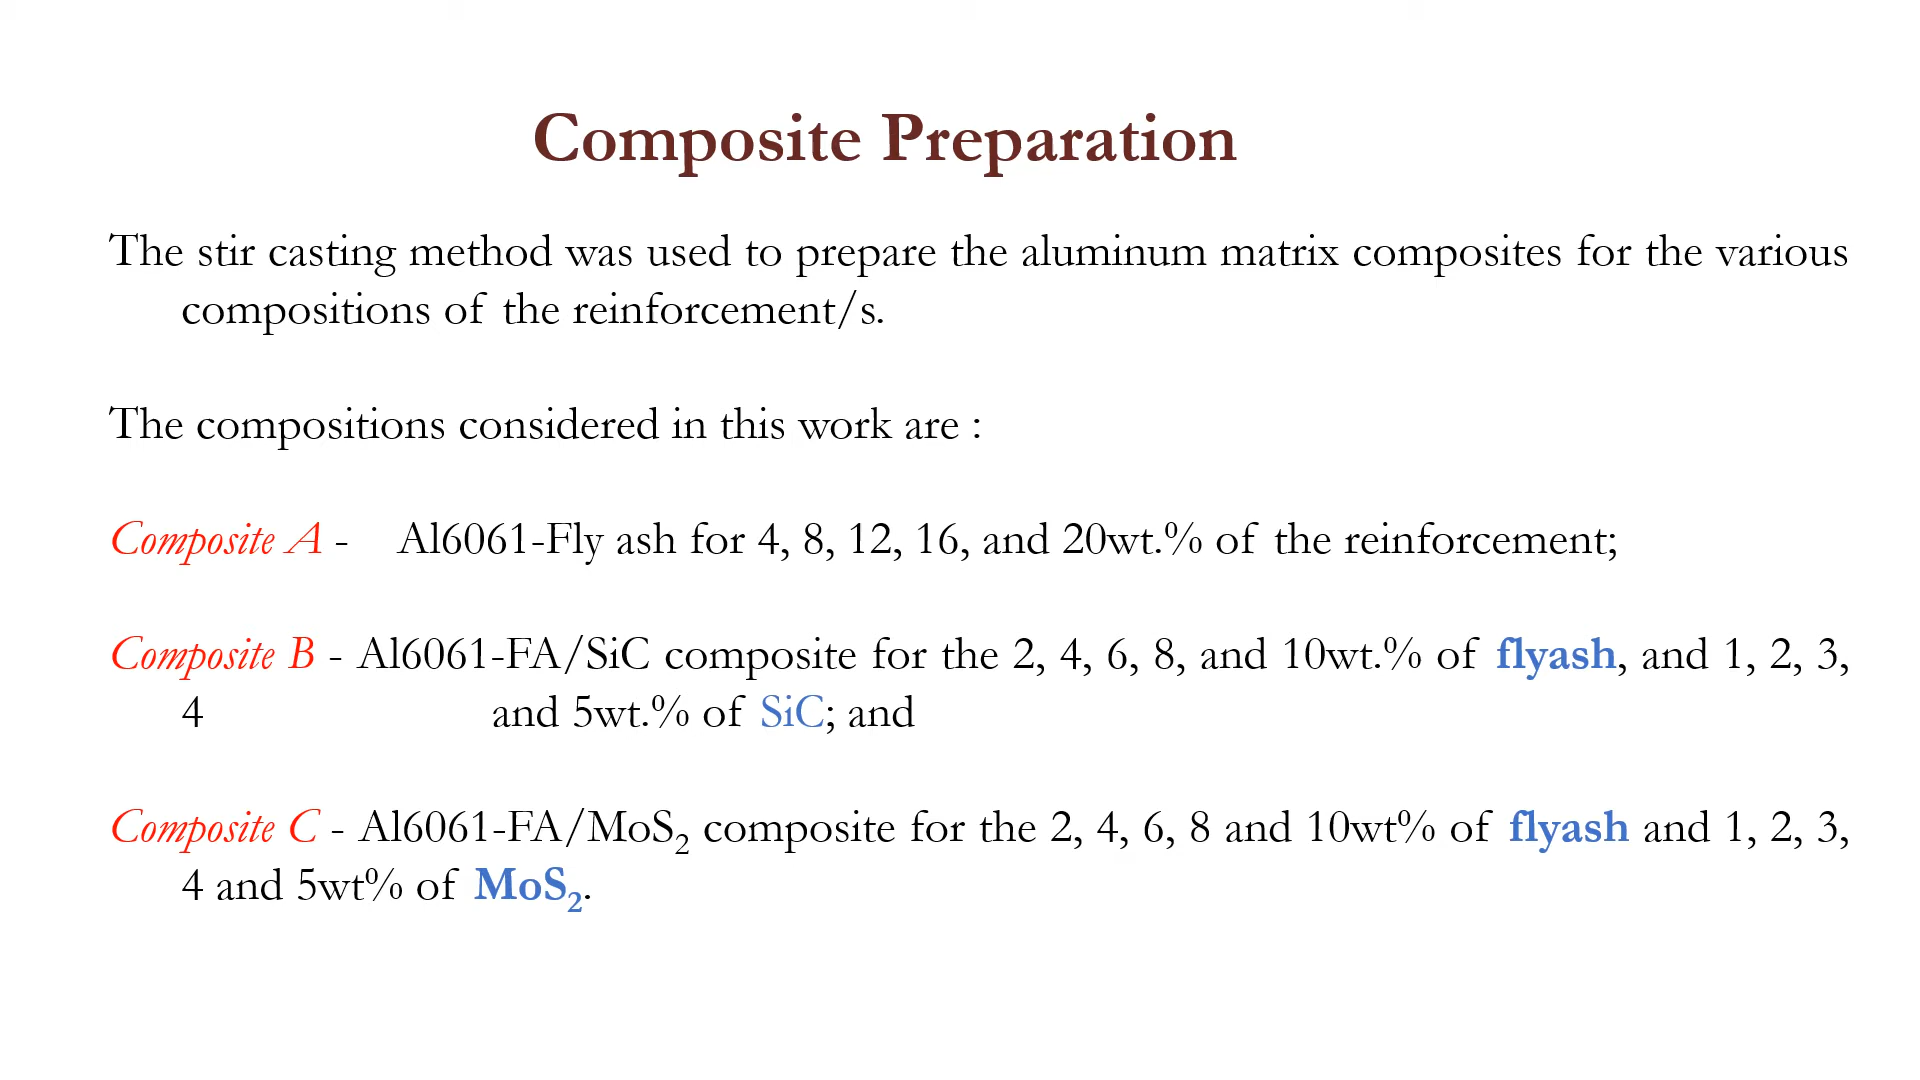 Composite Preparation
The stir casting method was used to prepare the aluminum matrix composites for the various
compositions of the reinforcement/s.
The compositions considered in this work are :
Composite A - Al6061-Fly ash for 4, 8, 12, 16, and 20wt.% of the reinforcement;
Composite B - Al6061-FA/SiC composite for the 2, 4, 6, 8, and 10wt.% of flyash, and 1, 2, 3,
4 and 5wt.% of SiC; and
Composite C - Al6061-FA/MoS₂ composite for the 2, 4, 6, 8 and 10wt% of flyash and 1, 2, 3,
4 and 5wt% of MoS₂.